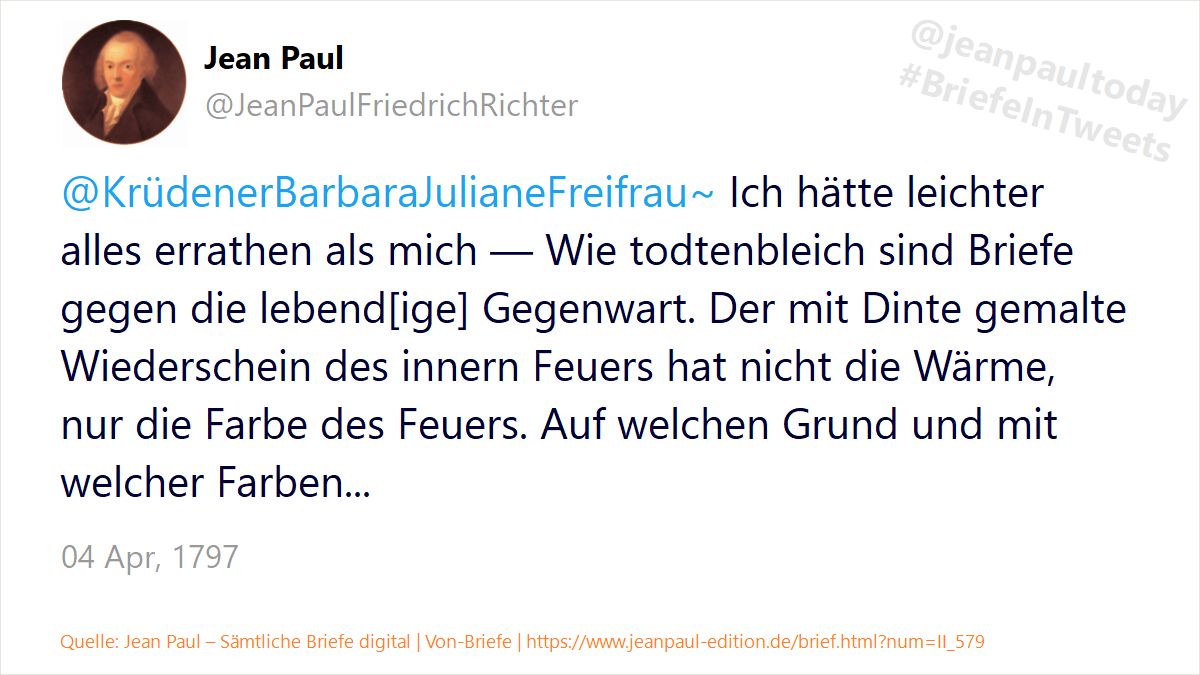 Jean Paul
@JeanPaulFriedrichRichter
@jeanpaultoday
#BriefeInTweets
@KrüdenerBarbaraJulianeFreifrau~ Ich hätte leichter
alles errathen als mich — Wie todtenbleich sind Briefe
gegen die lebend[ige] Gegenwart. Der mit Dinte gemalte
Wiederschein des innern Feuers hat nicht die Wärme,
nur die Farbe des Feuers. Auf welchen Grund und mit
welcher Farben...
04 Apr, 1797
Quelle: Jean Paul – Sämtliche Briefe digital | Von-Briefe | https://www.jeanpaul-edition.de/brief.html?num=II_579